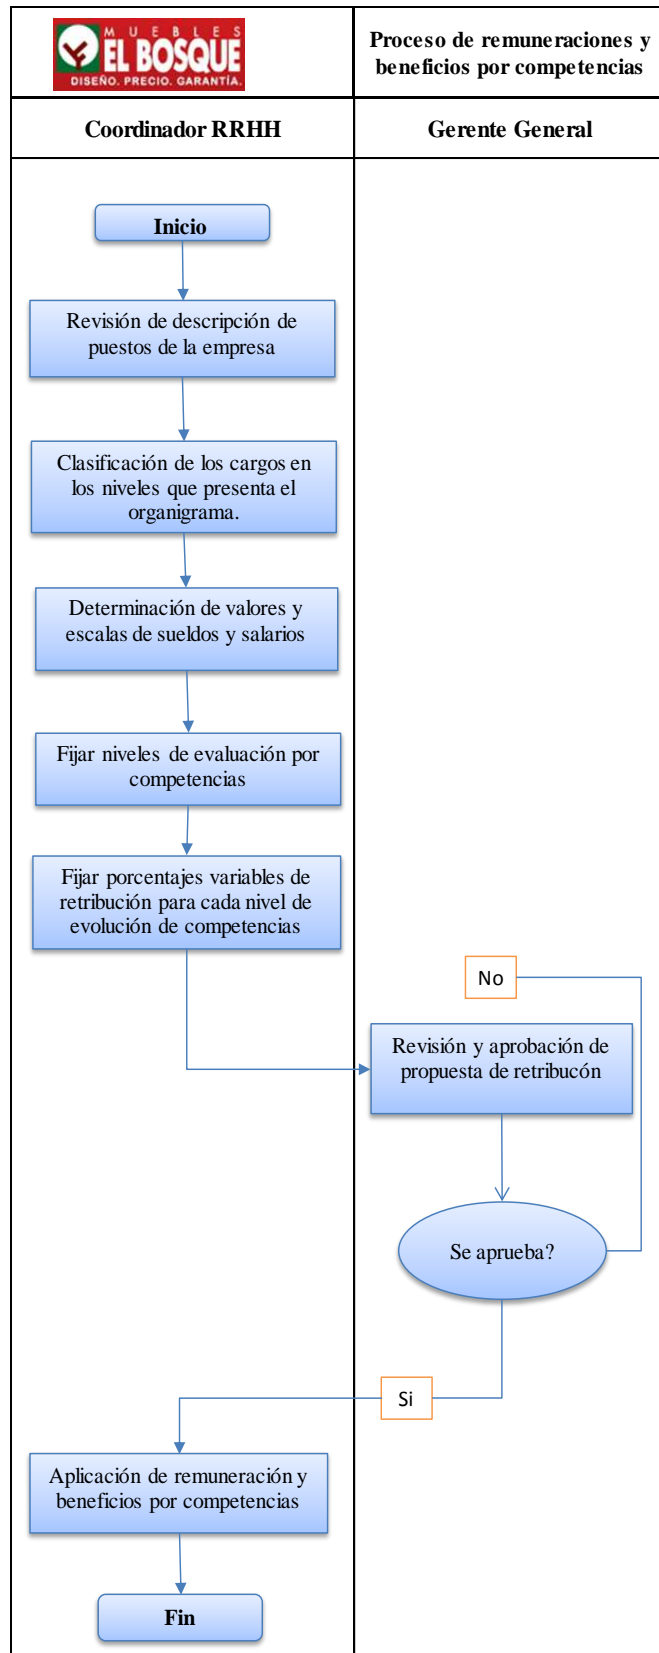 MUEBLES
EL BOSQUE
DISEÑO. PRECIO. GARANTÍA.
Proceso de remuneraciones y
beneficios por competencias
Coordinador RRHH
Gerente General
Inicio
Revisión de descripción de
puestos de la empresa
Clasificación de los cargos en
los niveles que presenta el
organigrama.
Determinación de valores y
escalas de sueldos y salarios
Fijar niveles de evaluación por
competencias
Fijar porcentajes variables de
retribución para cada nivel de
evolución de competencias
No
Revisión y aprobación de
propuesta de retribucón
Se aprueba?
Si
Aplicación de remuneración y
beneficios por competencias
Fin